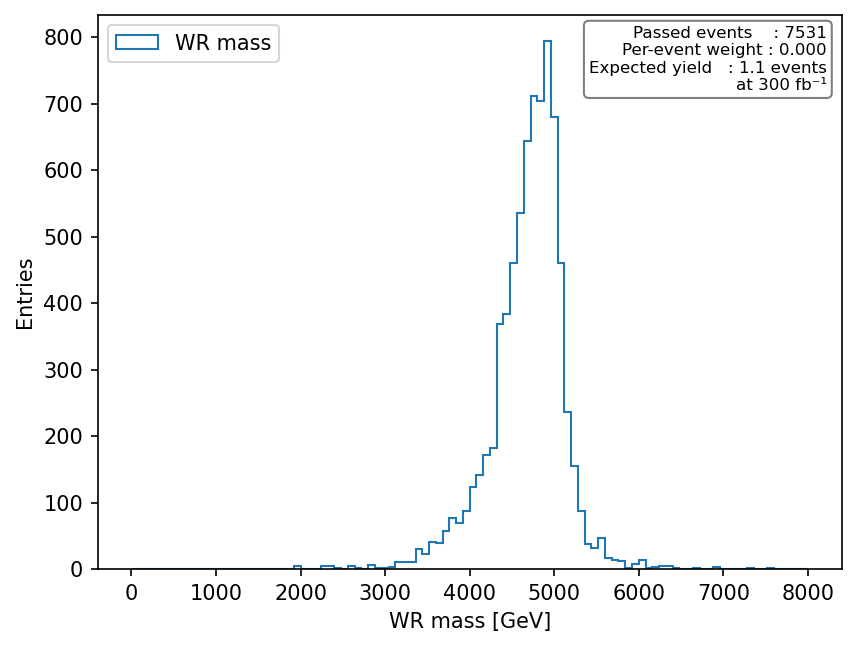 WR mass
Passed events : 7531
Per-event weight : 0.000
Expected yield : 1.1 events
at 300 fb⁻¹
800
700
600
500
400
300
200
100
0
Entries
0 1000 2000 3000 4000 5000 6000 7000 8000
WR mass [GeV]